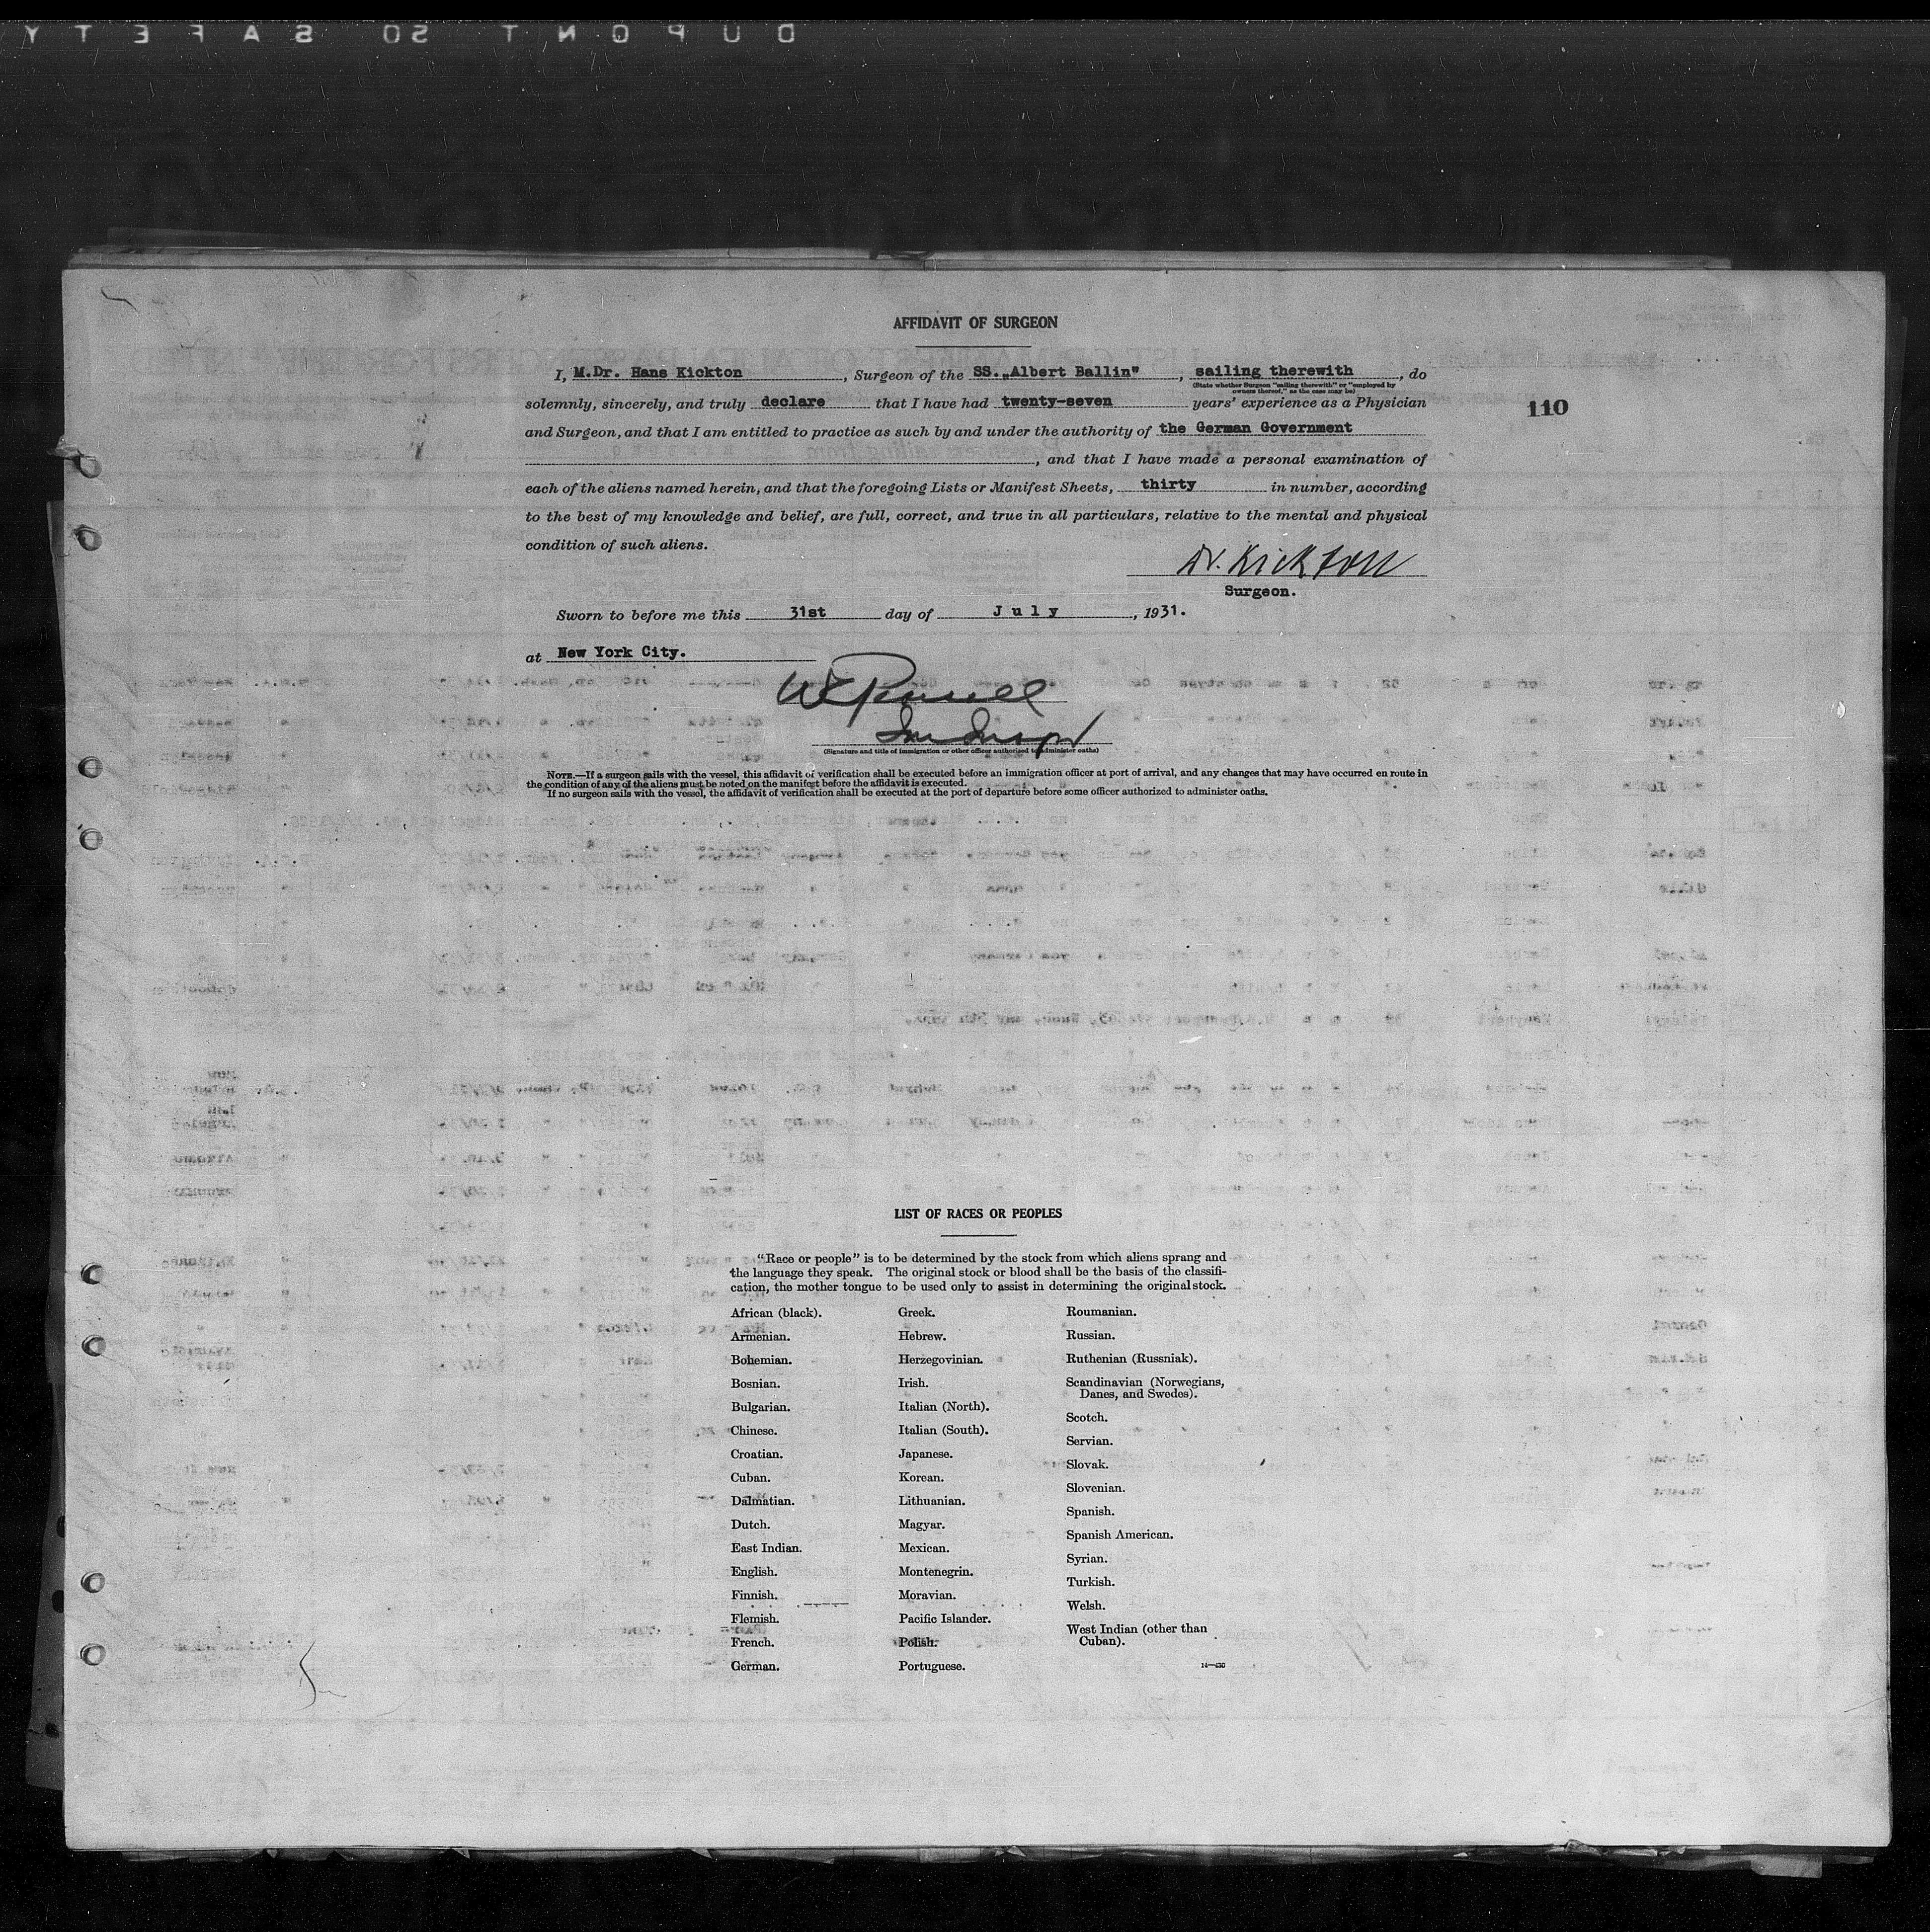 DUPONT SO SAFETY
AFFIDAVIT OF SURGEON
I, M.Dr. Hans Kickton, Surgeon of the SS. „Albert Ballin", sailing therewith, do
(State whether Surgeon "sailing therewith" or "employed by
owners thereof," as the case may be)
solemnly, sincerely, and truly declare that I have had twenty-seven years' experience as a Physician
110
and Surgeon, and that I am entitled to practice as such by and under the authority of the German Government
, and that I have made a personal examination of
each of the aliens named herein, and that the foregoing Lists or Manifest Sheets, thirty in number, according
to the best of my knowledge and belief, are full, correct, and true in all particulars, relative to the mental and physical
condition of such aliens.
Dr. Kickton
Surgeon.
Sworn to before me this 31st day of July, 1931.
at New York City.
(Signature and title of immigration or other officer authorized to administer oaths)
NOTE.—If a surgeon sails with the vessel, this affidavit of verification shall be executed before an immigration officer at port of arrival, and any changes that may have occurred en route in
the condition of any of the aliens must be noted on the manifest before the affidavit is executed.
If no surgeon sails with the vessel, the affidavit of verification shall be executed at the port of departure before some officer authorized to administer oaths.
LIST OF RACES OR PEOPLES
"Race or people" is to be determined by the stock from which aliens sprang and
the language they speak. The original stock or blood shall be the basis of the classifi-
cation, the mother tongue to be used only to assist in determining the original stock.
African (black).
Armenian.
Bohemian.
Bosnian.
Bulgarian.
Chinese.
Croatian.
Cuban.
Dalmatian.
Dutch.
East Indian.
English.
Finnish.
Flemish.
French.
German.
Greek.
Hebrew.
Herzegovinian.
Irish.
Italian (North).
Italian (South).
Japanese.
Korean.
Lithuanian.
Magyar.
Mexican.
Montenegrin.
Moravian.
Pacific Islander.
Polish.
Portuguese.
Roumanian.
Russian.
Ruthenian (Russniak).
Scandinavian (Norwegians,
Danes, and Swedes).
Scotch.
Servian.
Slovak.
Slovenian.
Spanish.
Spanish American.
Syrian.
Turkish.
Welsh.
West Indian (other than
Cuban).